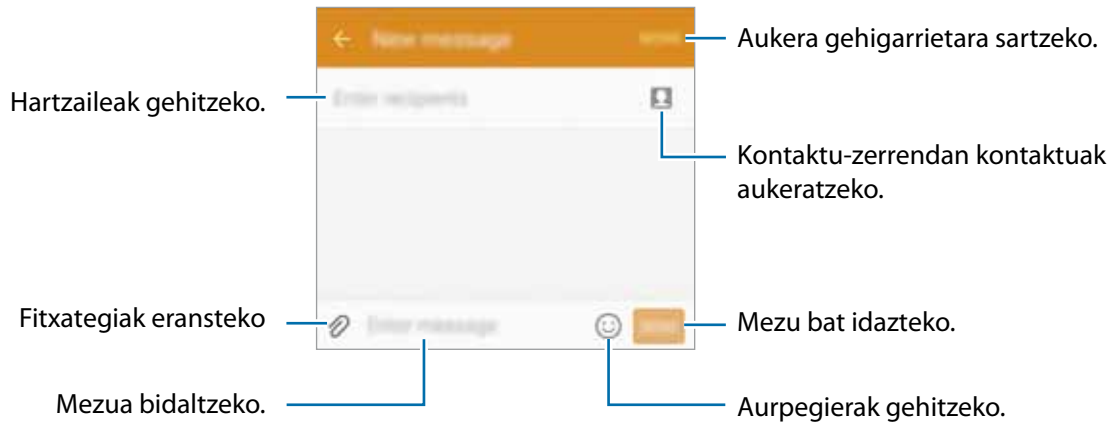 New message
Aukera gehigarrietara sartzeko.
Hartzaileak gehitzeko.
Enter recipients
Kontaktu-zerrendan kontaktuak
aukeratzeko.
Fitxategiak eransteko
Enter message
Mezu bat idazteko.
Mezua bidaltzeko.
Aurpegierak gehitzeko.